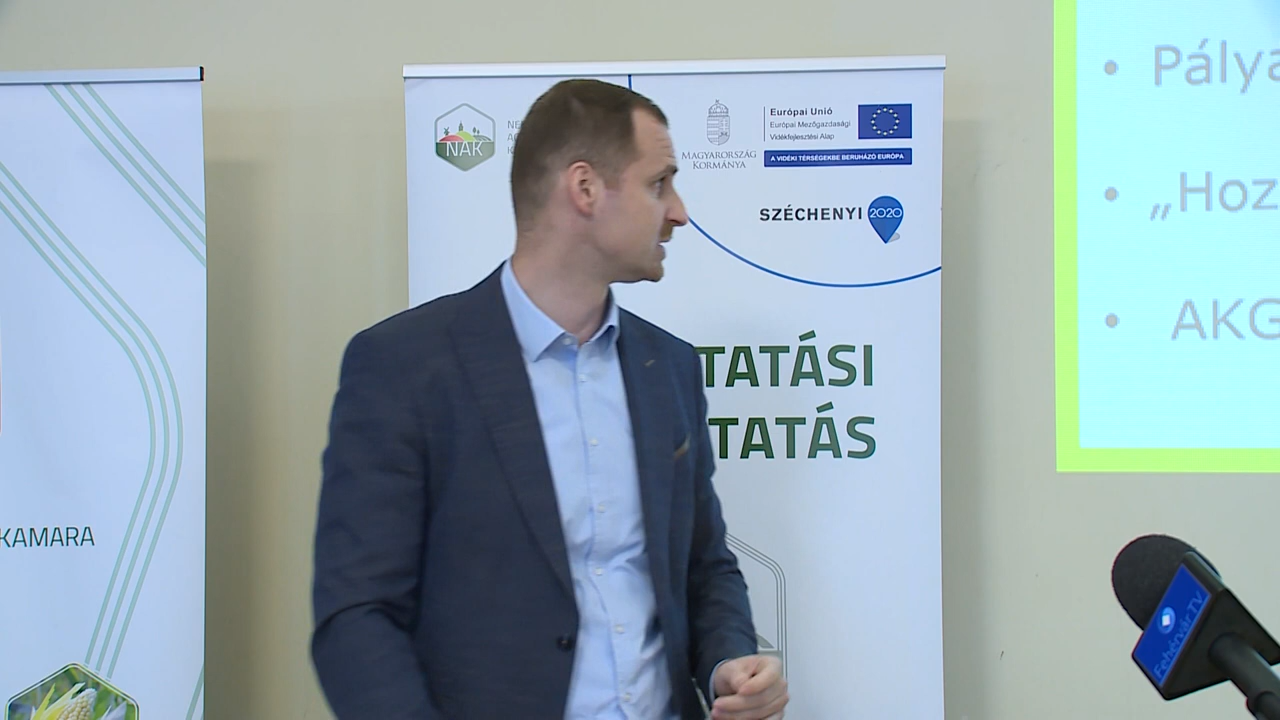 KAMARA
NAK
MAGYARORSZÁG
KORMÁNYA
Európai Unió
Európai Mezőgazdasági
Vidékfejlesztési Alap
A VIDÉKI TÉRSÉGEKBE BERUHÁZÓ EURÓPA
SZÉCHENYI 2020
TATÁSI
TATÁS
• Pálya
• „Hoz
• AKG
Fehérvár TV